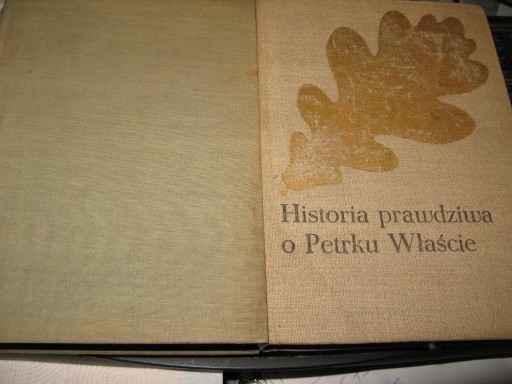 Historia prawdziwa
o Petrku Właście